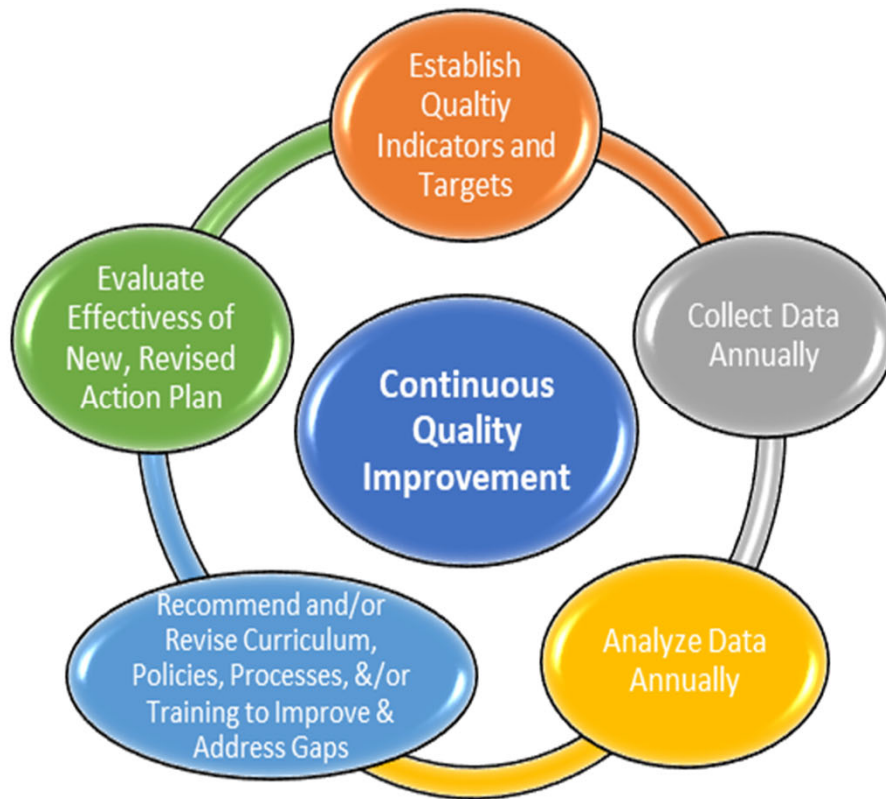 Establish
Qualtiy
Indicators and
Targets
Collect Data
Annually
Analyze Data
Annually
Recommend and/or
Revise Curriculum,
Policies, Processes, &/or
Training to Improve &
Address Gaps
Evaluate
Effectivess of
New, Revised
Action Plan
Continuous
Quality
Improvement